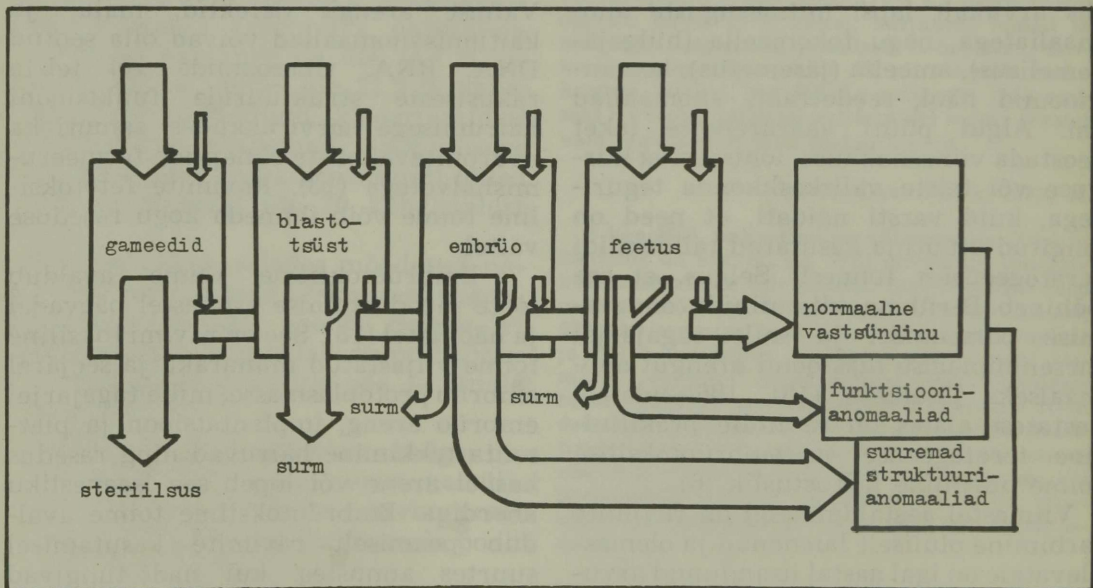 gameedid
blasto-
tsüst
embrüo
feetus
normaalne
vastsündinu
surm
surm
funktsiooni-
anomaaliad
surm
steriilsus
suuremad
struktuuri-
anomaaliad